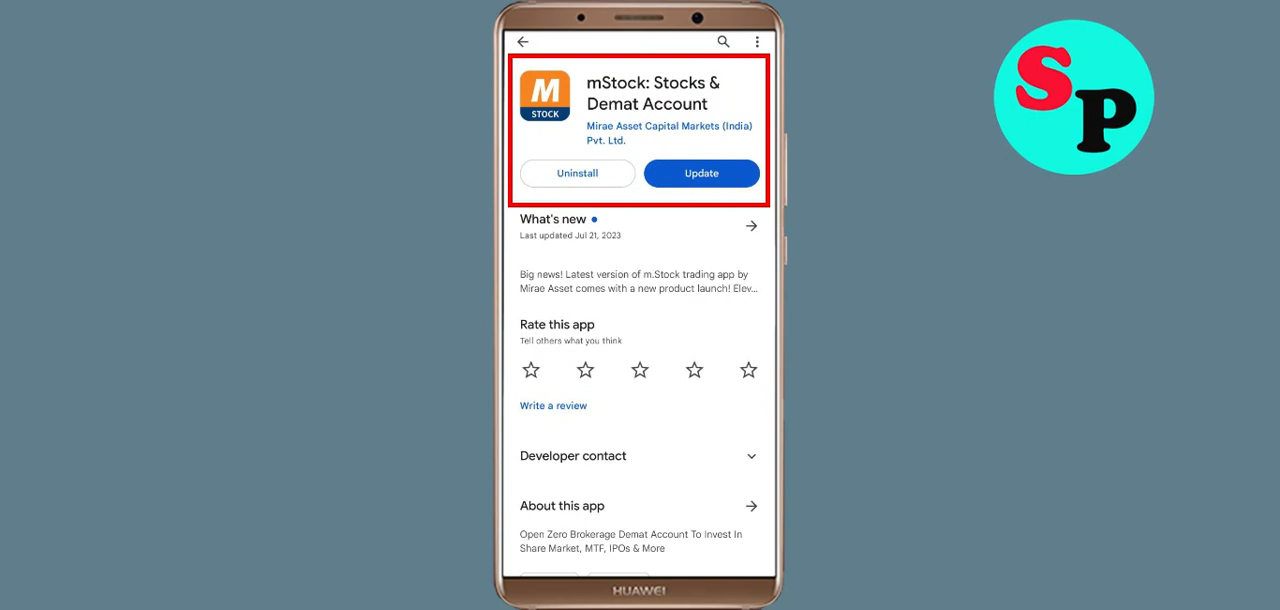 SP
mStock: Stocks &
Demat Account
M
STOCK
Mirae Asset Capital Markets (India)
Pvt. Ltd.
Uninstall
Update
What's new
Last updated Jul 21, 2023
Big news! Latest version of m.Stock trading app by
Mirae Asset comes with a new product launch! Elev...
Rate this app
Tell others what you think
Write a review
Developer contact
About this app
Open Zero Brokerage Demat Account To Invest In
Share Market, MTF, IPOs & More
HUAWEI